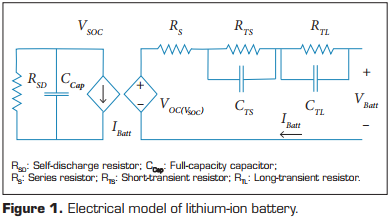 V_SOC R_S R_TS R_TL
R_SD C_Cap I_Batt + − V_OC(V_SOC) C_TS C_TL + V_Batt −
I_Batt
R_SD: Self-discharge resistor; C_Cap: Full-capacity capacitor;
R_S: Series resistor; R_TS: Short-transient resistor; R_TL: Long-transient resistor.
Figure 1. Electrical model of lithium-ion battery.